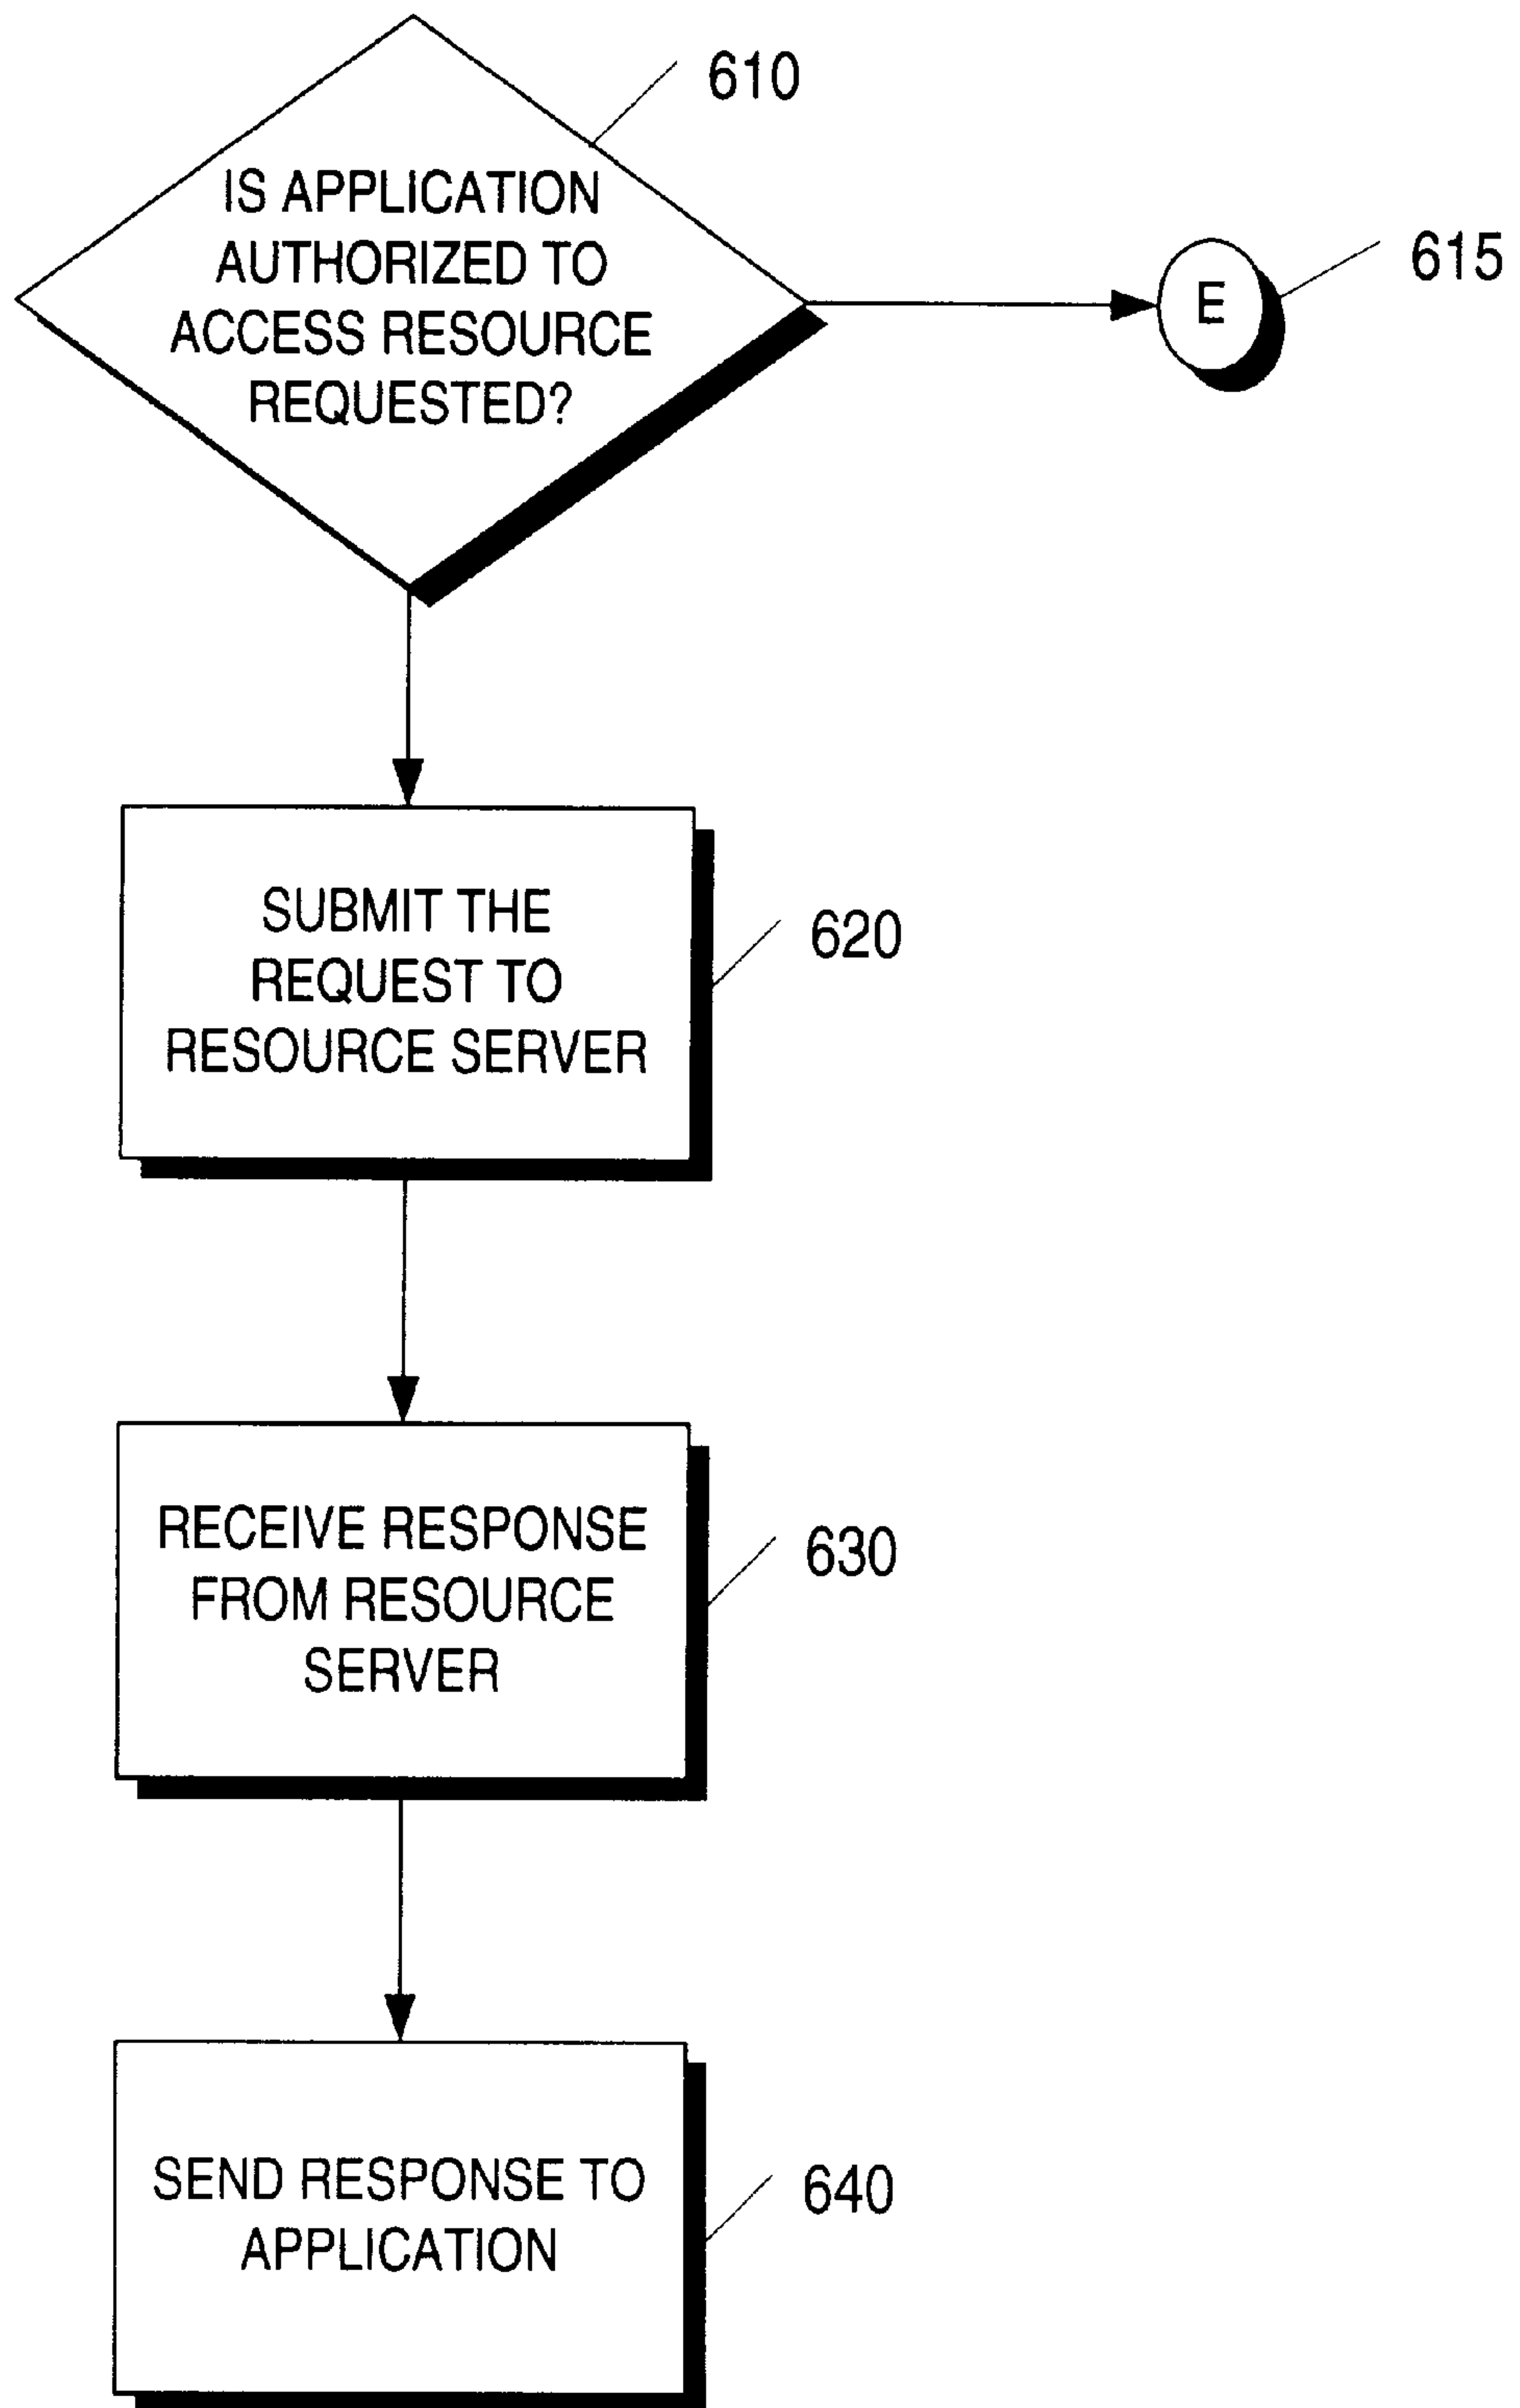 610
IS APPLICATION
AUTHORIZED TO
ACCESS RESOURCE
REQUESTED?
E
615
SUBMIT THE
REQUEST TO
RESOURCE SERVER
620
RECEIVE RESPONSE
FROM RESOURCE
SERVER
630
SEND RESPONSE TO
APPLICATION
640